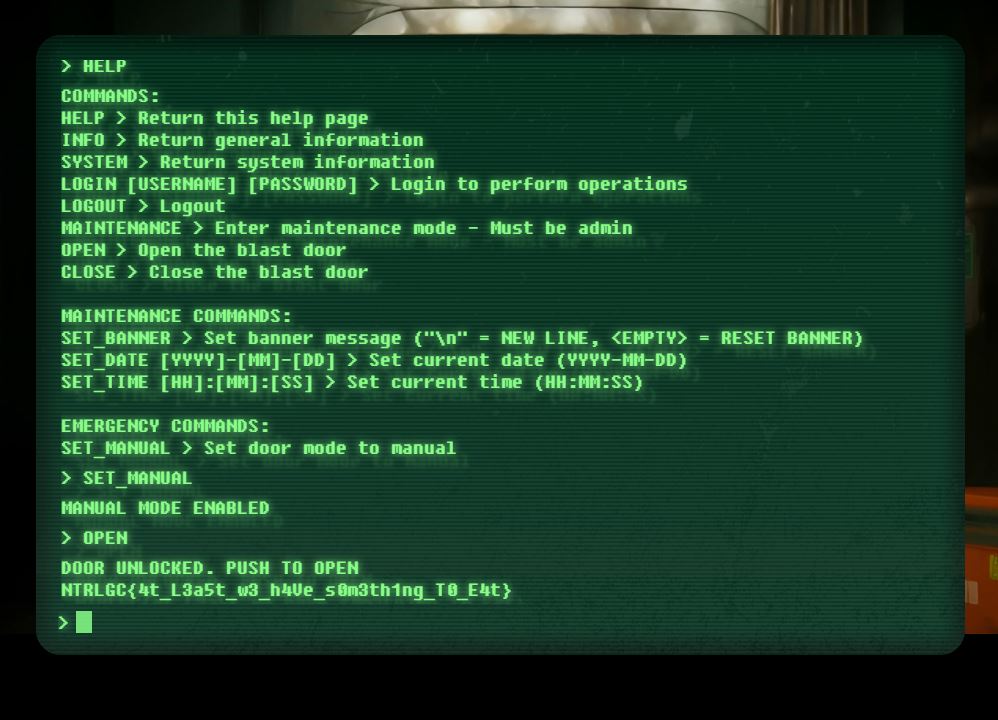 > HELP
COMMANDS:
HELP > Return this help page
INFO > Return general information
SYSTEM > Return system information
LOGIN [USERNAME] [PASSWORD] > Login to perform operations
LOGOUT > Logout
MAINTENANCE > Enter maintenance mode - Must be admin
OPEN > Open the blast door
CLOSE > Close the blast door
MAINTENANCE COMMANDS:
SET_BANNER > Set banner message ("\n" = NEW LINE, <EMPTY> = RESET BANNER)
SET_DATE [YYYY]-[MM]-[DD] > Set current date (YYYY-MM-DD)
SET_TIME [HH]:[MM]:[SS] > Set current time (HH:MM:SS)
EMERGENCY COMMANDS:
SET_MANUAL > Set door mode to manual
> SET_MANUAL
MANUAL MODE ENABLED
> OPEN
DOOR UNLOCKED. PUSH TO OPEN
NTRLGC{4t_L3a5t_w3_h4Ve_s0m3th1ng_T0_E4t}
>